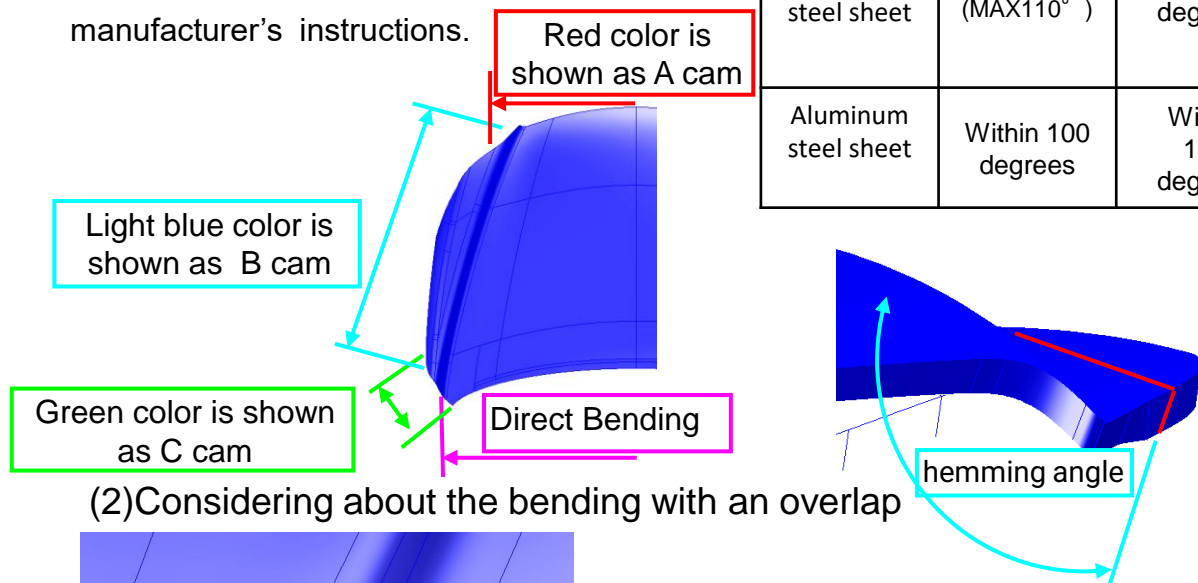 manufacturer’s instructions.
Red color is
shown as A cam
steel sheet
(MAX110° )
Aluminum
steel sheet
Within 100
degrees
Light blue color is
shown as B cam
Green color is shown
as C cam
Direct Bending
hemming angle
(2)Considering about the bending with an overlap